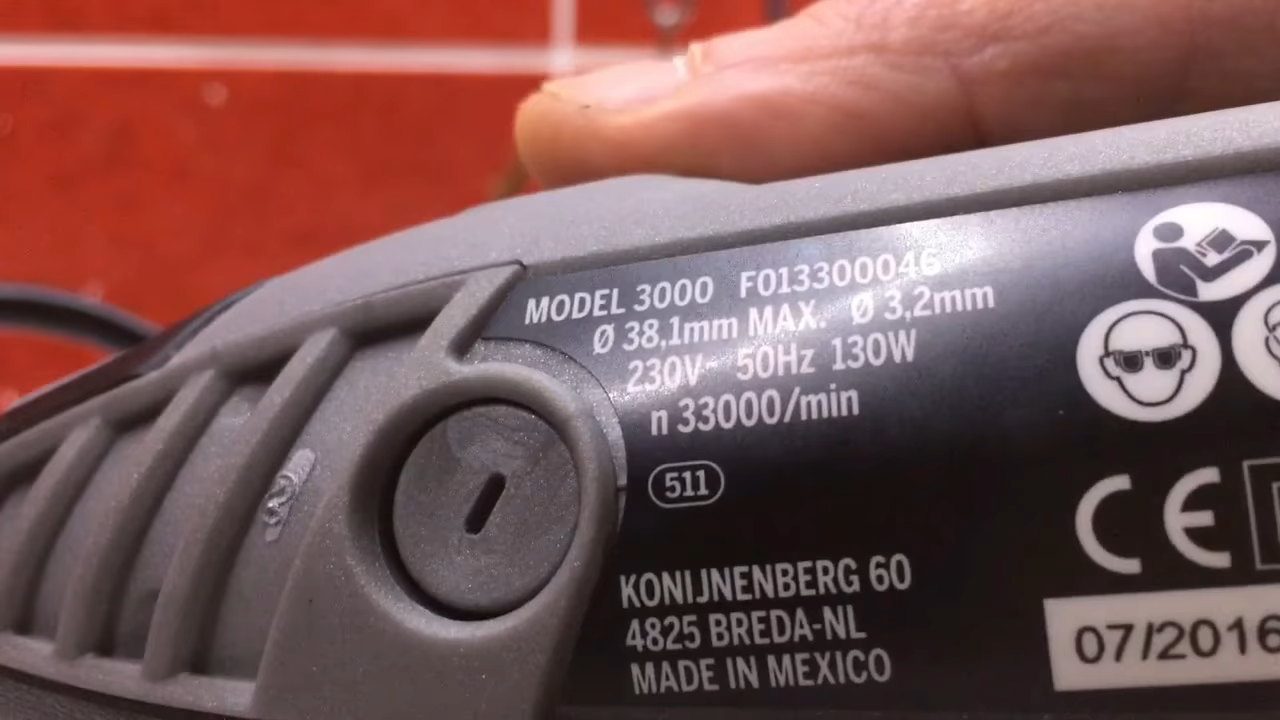 MODEL 3000 F013300046
Ø 38,1mm MAX. Ø 3,2mm
230V~ 50Hz 130W
n 33000/min
511
KONIJNENBERG 60
4825 BREDA-NL
MADE IN MEXICO
CE
07/2016